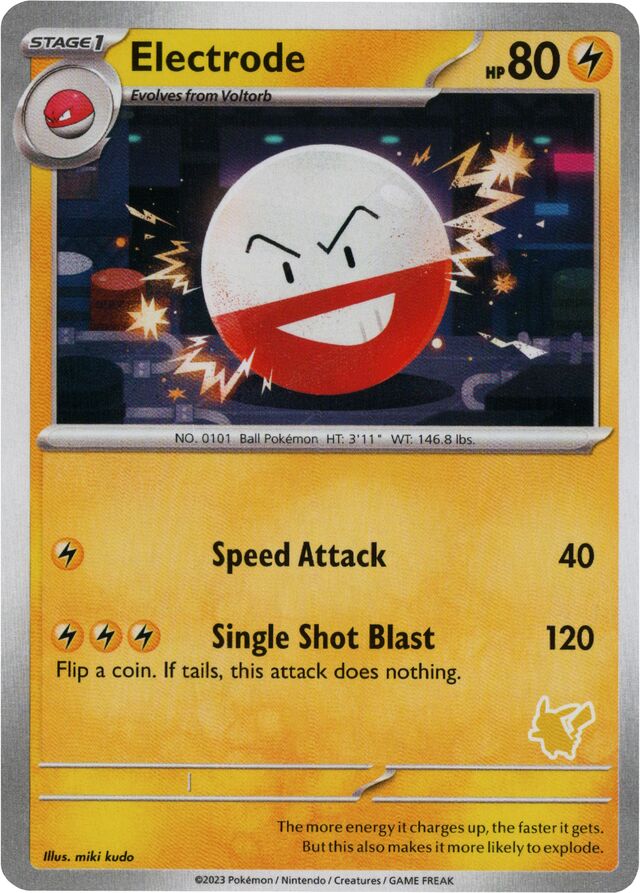 STAGE1
Electrode
HP 80
Evolves from Voltorb
NO. 0101 Ball Pokémon HT: 3'11" WT: 146.8 lbs.
Speed Attack 40
Single Shot Blast 120
Flip a coin. If tails, this attack does nothing.
The more energy it charges up, the faster it gets.
But this also makes it more likely to explode.
Illus. miki kudo
©2023 Pokémon / Nintendo / Creatures / GAME FREAK